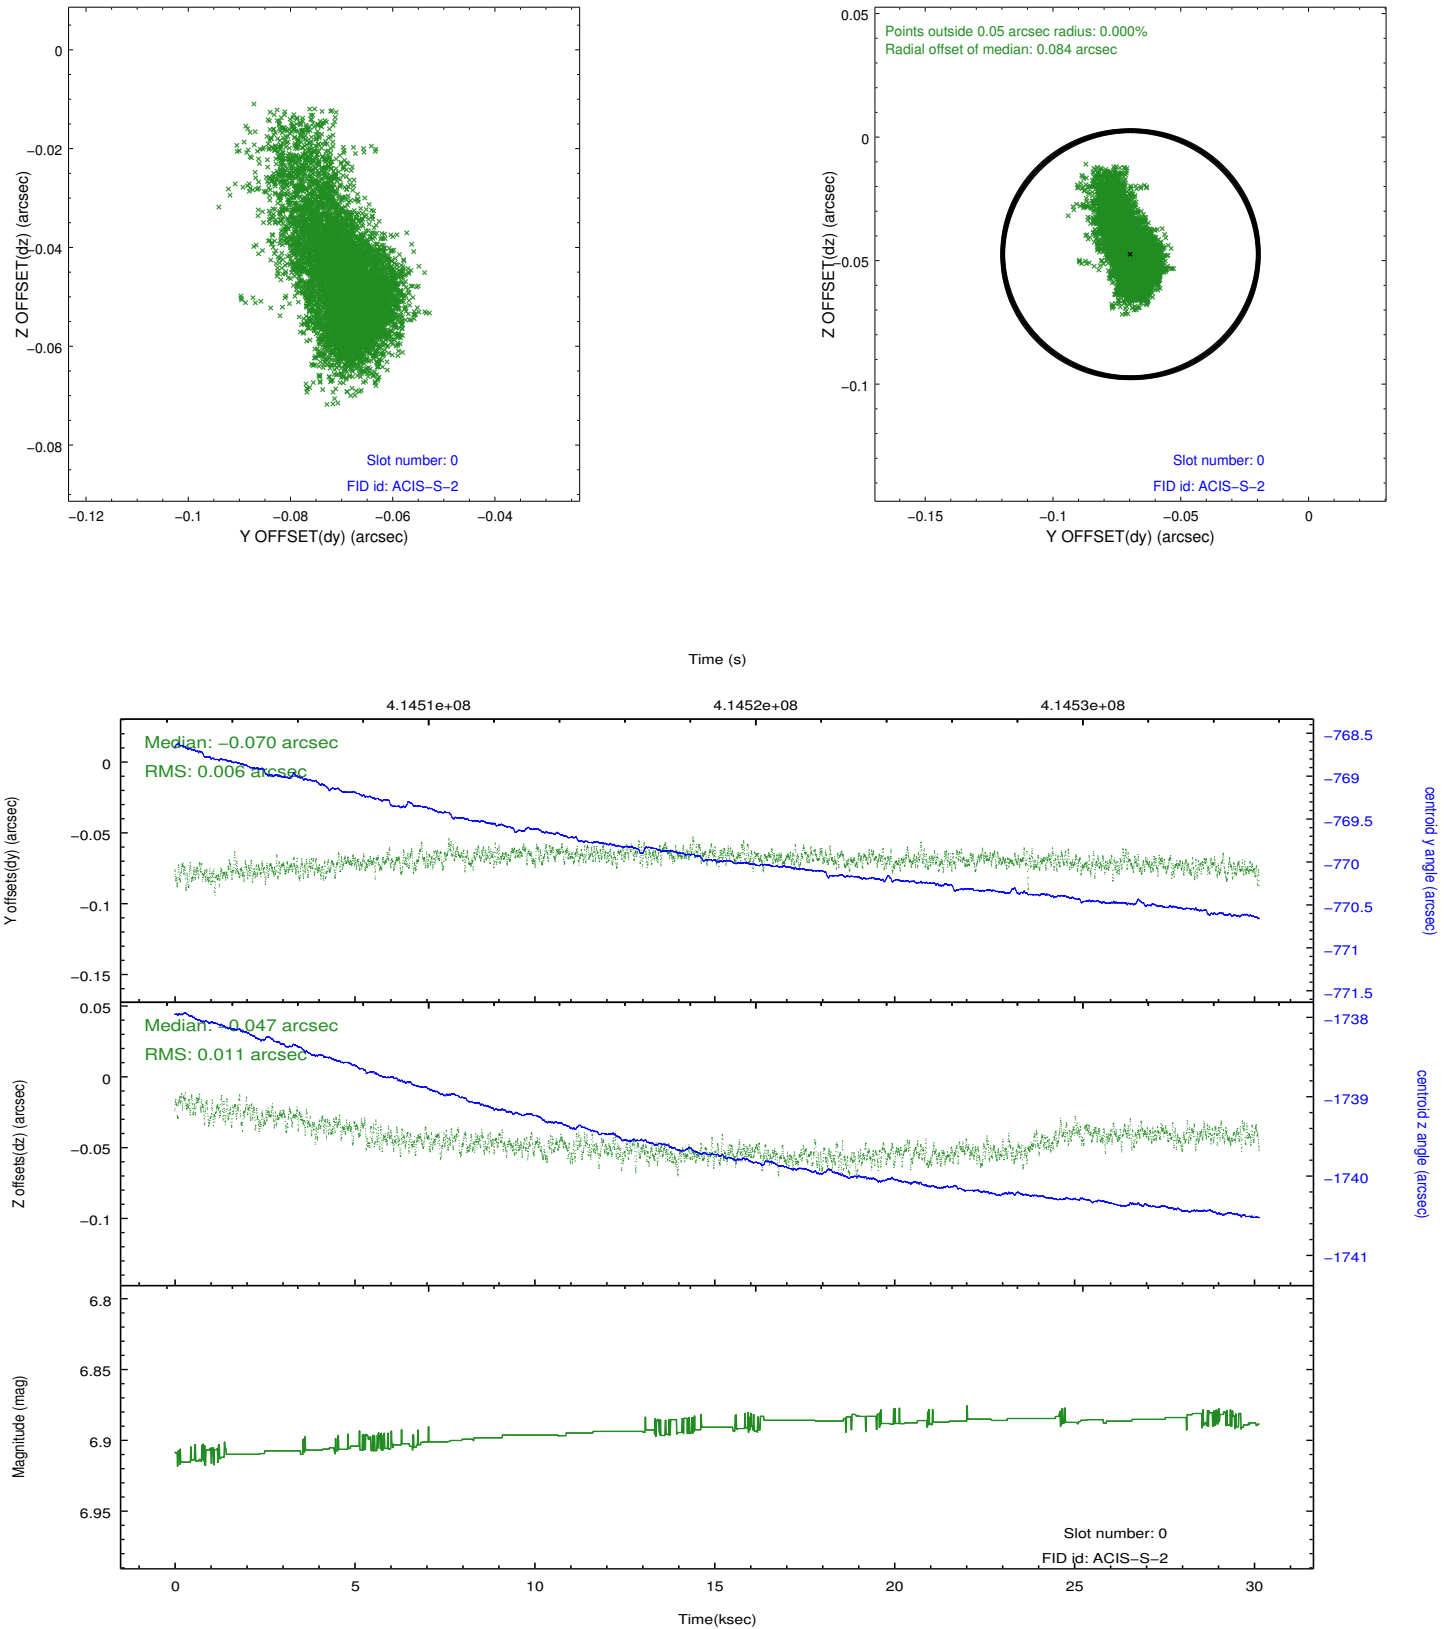 0
−0.02
−0.04
−0.06
−0.08
Z OFFSET(dz) (arcsec)
Slot number: 0
FID id: ACIS−S−2
−0.12
−0.1
−0.08
−0.06
−0.04
Y OFFSET(dy) (arcsec)
Points outside 0.05 arcsec radius: 0.000%
Radial offset of median: 0.084 arcsec
0.05
0
−0.05
−0.1
Z OFFSET(dz) (arcsec)
Slot number: 0
FID id: ACIS−S−2
−0.15
−0.1
−0.05
0
Y OFFSET(dy) (arcsec)
Time (s)
4.1451e+08
4.1452e+08
4.1453e+08
Median: −0.070 arcsec
RMS: 0.006 arcsec
0
−0.05
−0.1
−0.15
Y offsets(dy) (arcsec)
−768.5
−769
−769.5
−770
−770.5
−771
−771.5
centroid y angle (arcsec)
Median: −0.047 arcsec
RMS: 0.011 arcsec
0.05
0
−0.05
−0.1
Z offsets(dz) (arcsec)
−1738
−1739
−1740
−1741
centroid z angle (arcsec)
6.8
6.85
6.9
6.95
Magnitude (mag)
Slot number: 0
FID id: ACIS−S−2
0
5
10
15
20
25
30
Time(ksec)